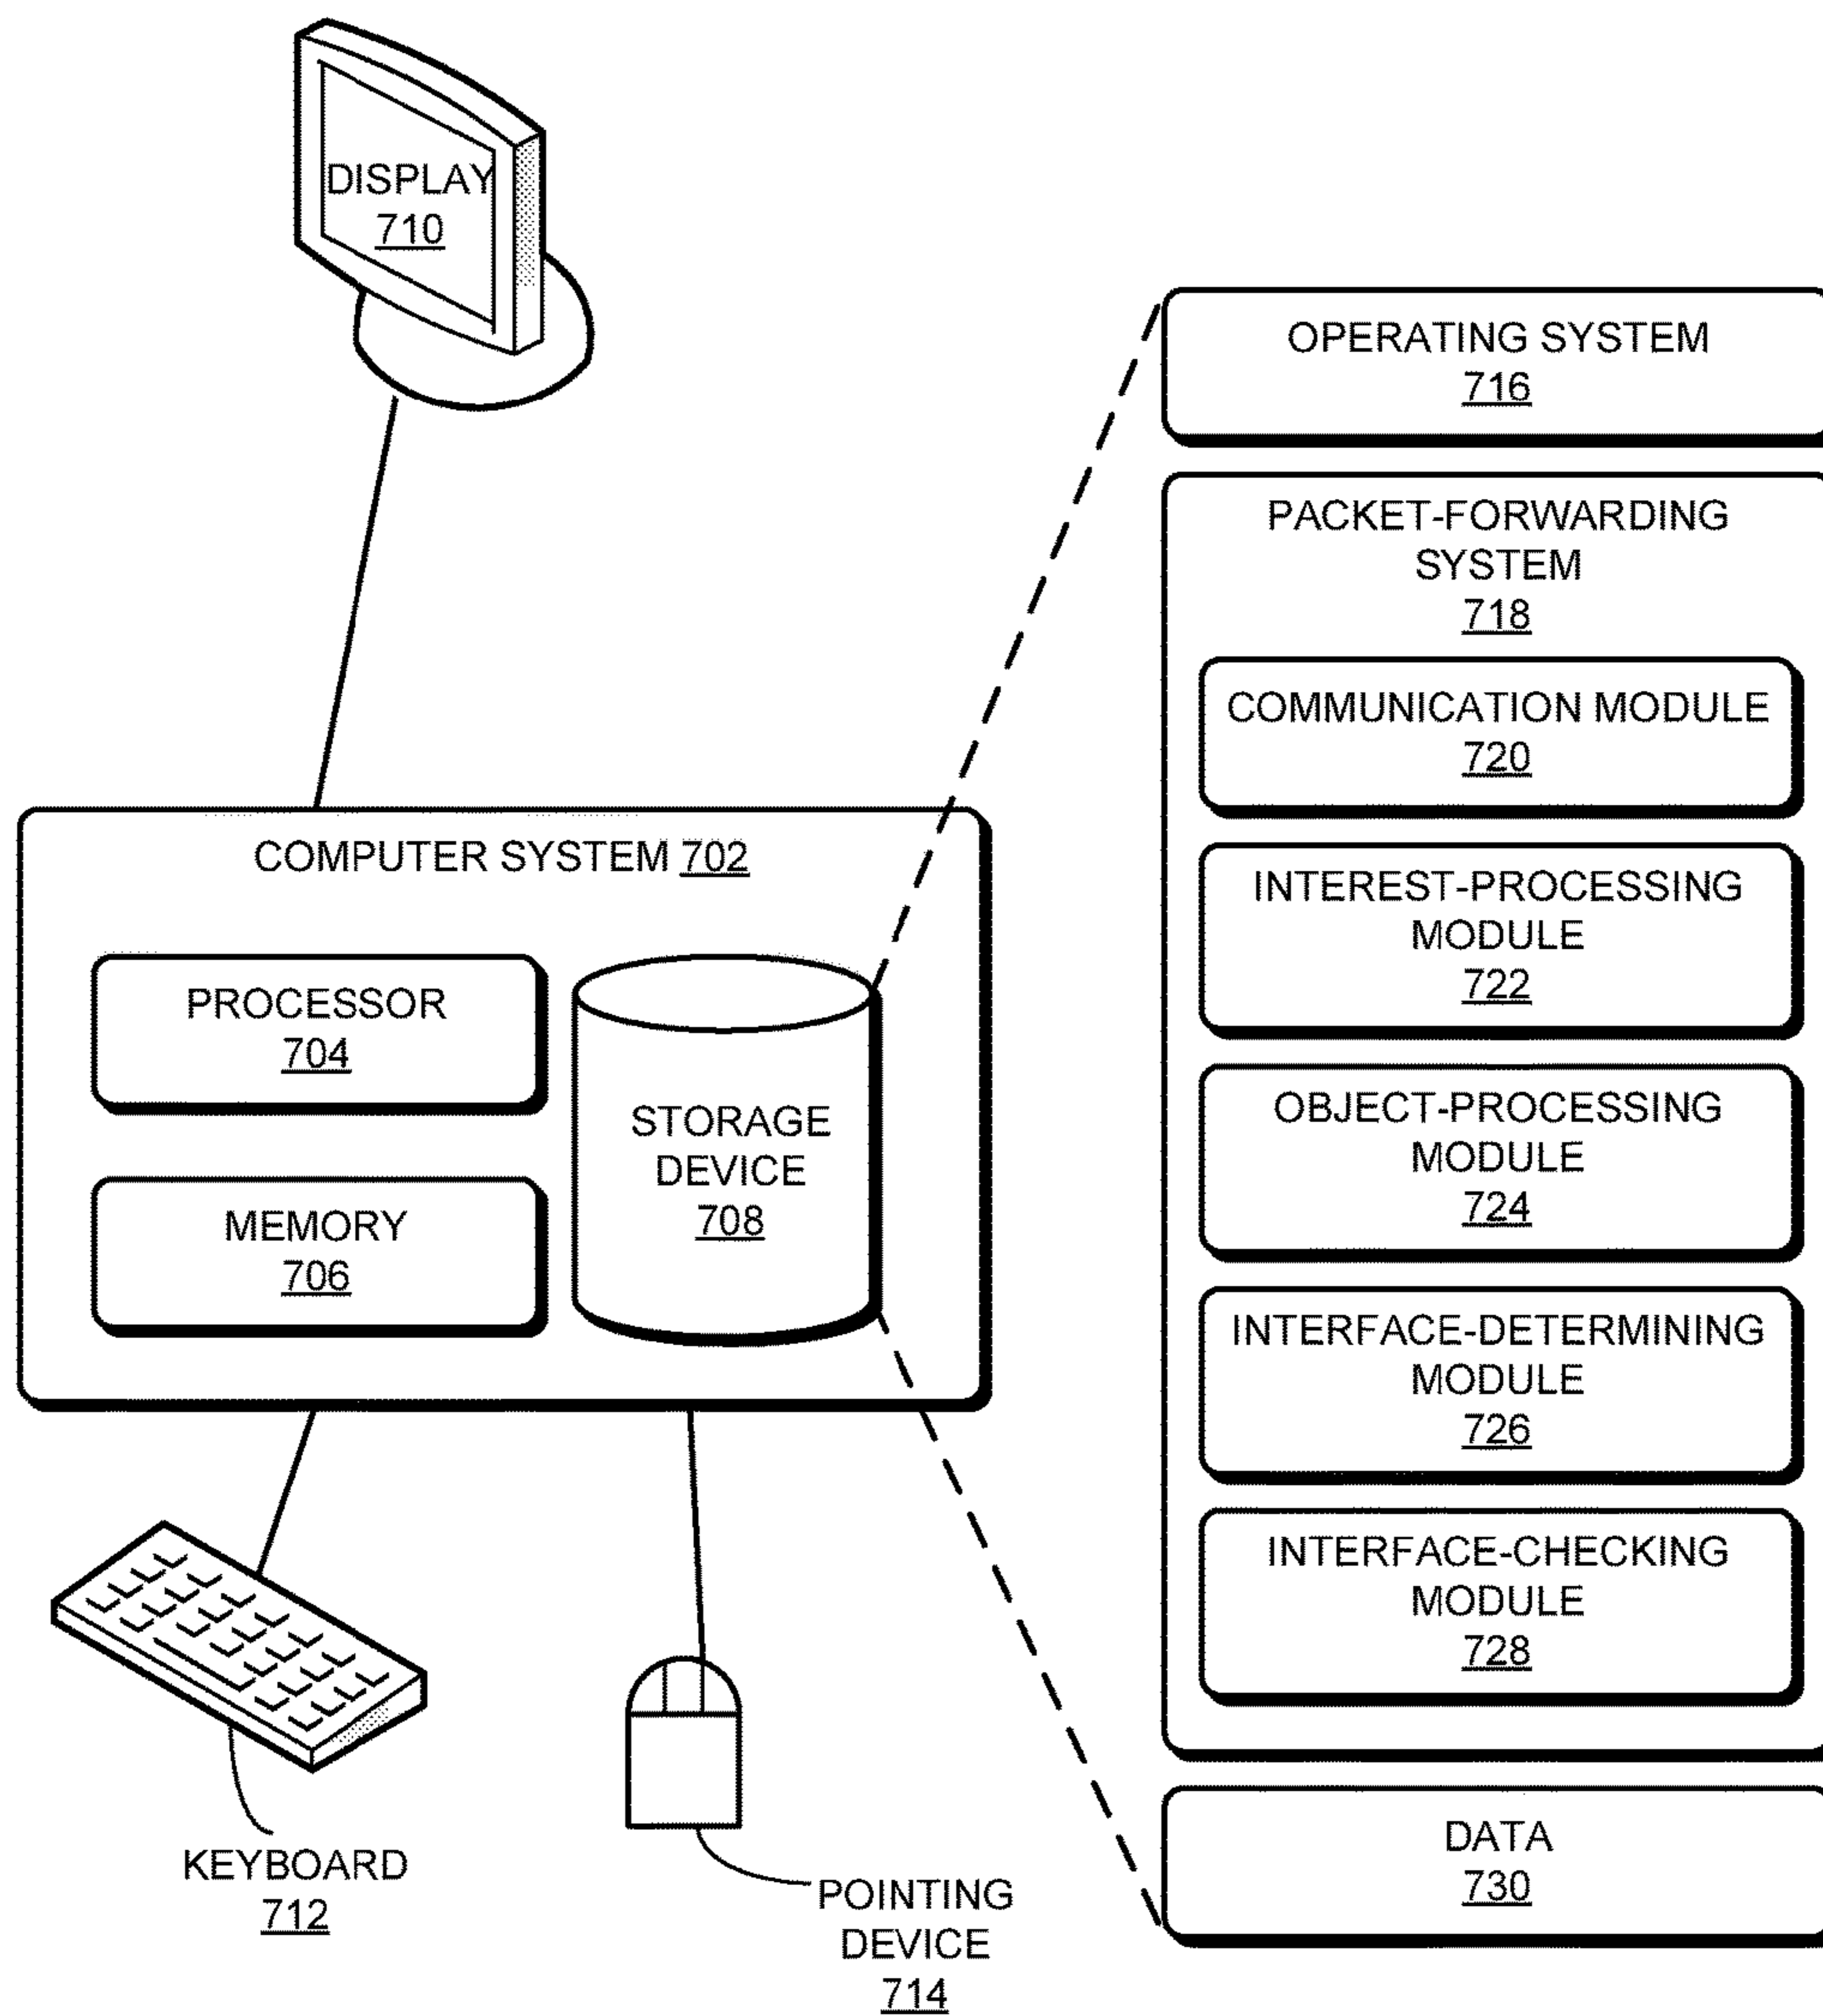 DISPLAY
710
COMPUTER SYSTEM 702
PROCESSOR
704
MEMORY
706
STORAGE
DEVICE
708
KEYBOARD
712
POINTING
DEVICE
714
OPERATING SYSTEM
716
PACKET-FORWARDING
SYSTEM
718
COMMUNICATION MODULE
720
INTEREST-PROCESSING
MODULE
722
OBJECT-PROCESSING
MODULE
724
INTERFACE-DETERMINING
MODULE
726
INTERFACE-CHECKING
MODULE
728
DATA
730